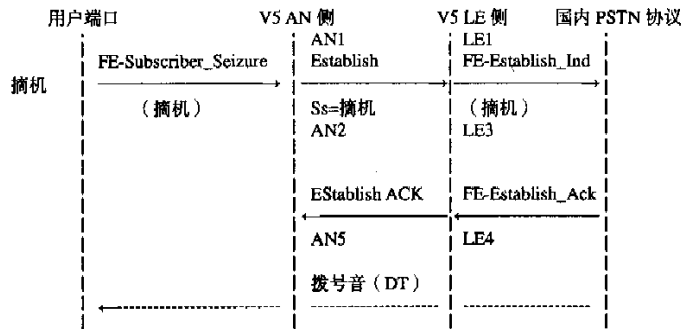 用户端口 V5 AN 侧 V5 LE 侧 国内 PSTN 协议
AN1 LE1
FE-Subscriber_Seizure Establish FE-Establish_Ind
摘机
（摘机） Ss=摘机 （摘机）
AN2 LE3
EStablish ACK FE-Establish_Ack
AN5 LE4
拨号音（DT）